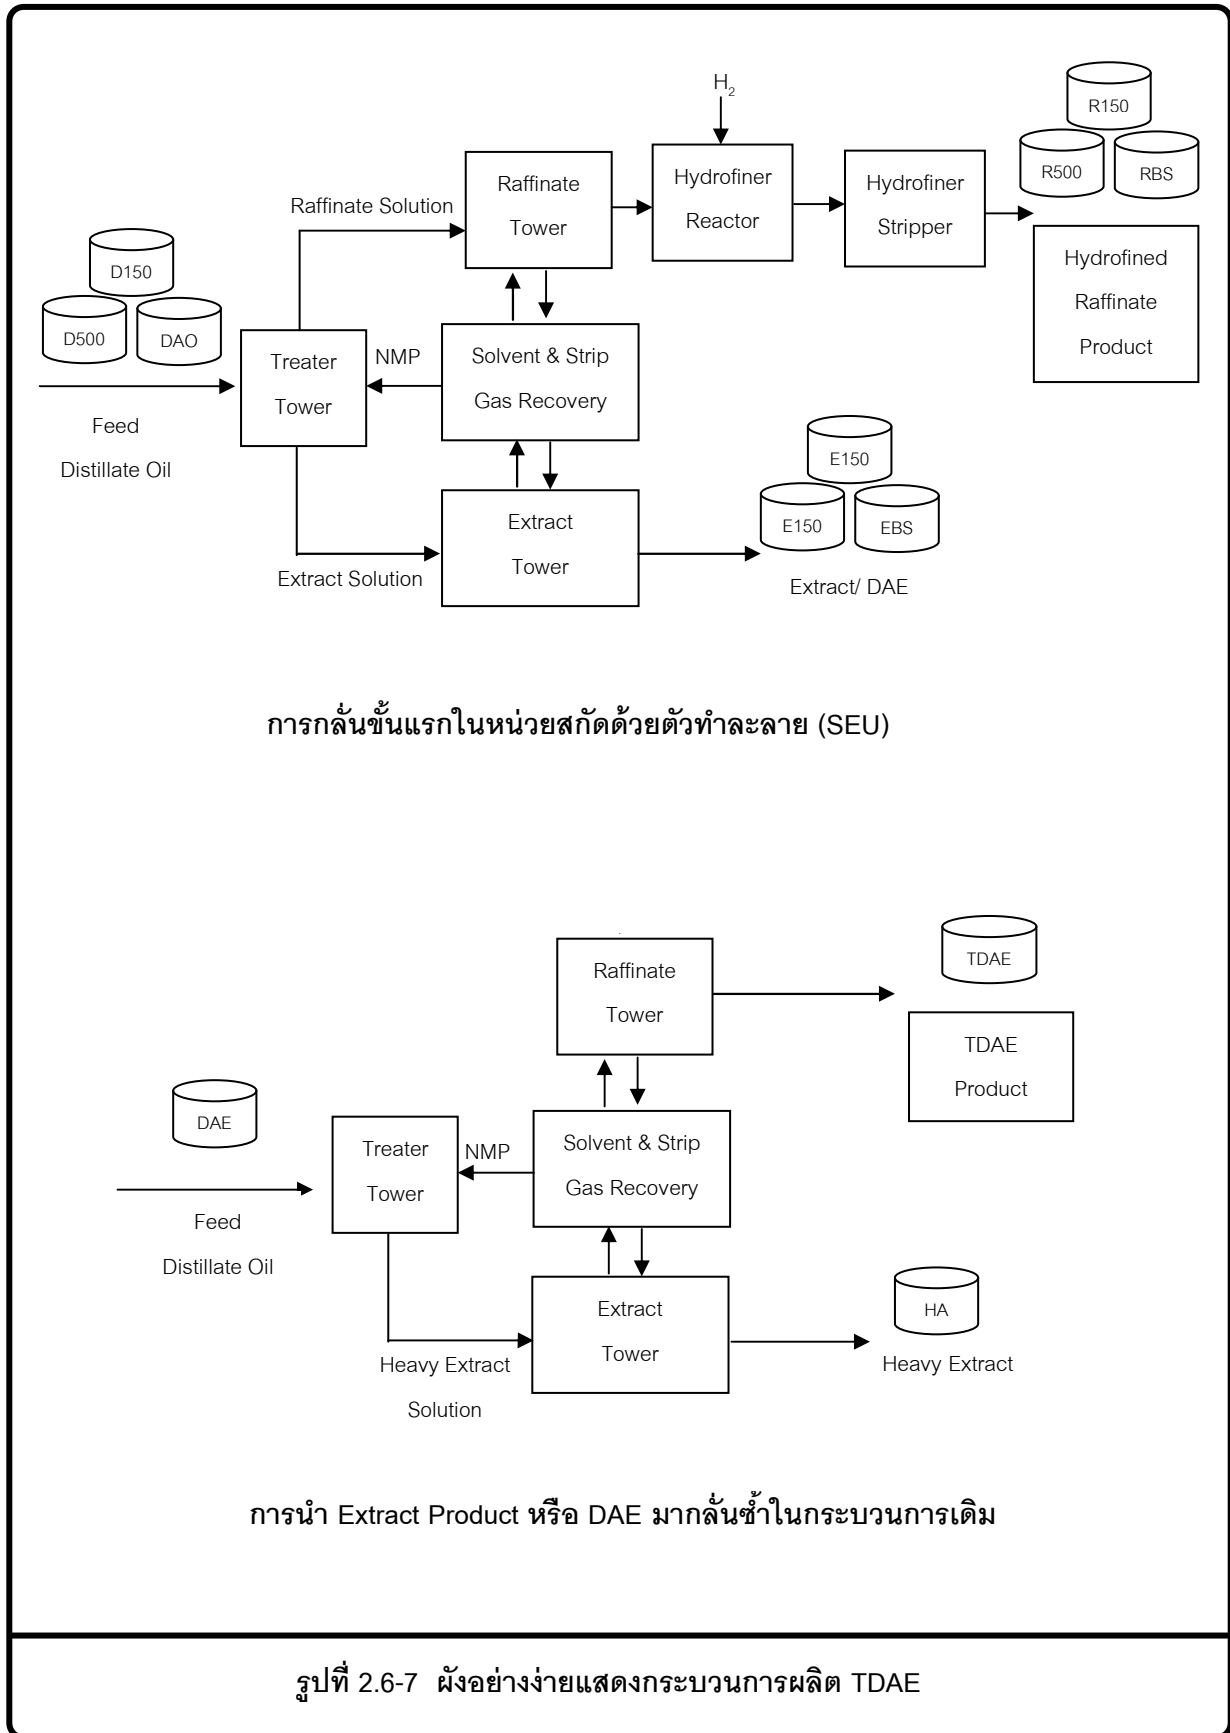 H₂
R150
R500
RBS
Raffinate
Tower
Hydrofiner
Reactor
Hydrofiner
Stripper
Raffinate Solution
Hydrofined
Raffinate
Product
D150
D500
DAO
Treater
Tower
NMP
Solvent & Strip
Gas Recovery
Feed
Distillate Oil
E150
E150
EBS
Extract
Tower
Extract Solution
Extract/ DAE
การกลั่นขั้นแรกในหน่วยสกัดด้วยตัวทำละลาย (SEU)
Raffinate
Tower
TDAE
TDAE
Product
DAE
Treater
Tower
NMP
Solvent & Strip
Gas Recovery
Feed
Distillate Oil
Extract
Tower
HA
Heavy Extract
Solution
Heavy Extract
การนำ Extract Product หรือ DAE มากลั่นซ้ำในกระบวนการเดิม
รูปที่ 2.6-7 ผังอย่างง่ายแสดงกระบวนการผลิต TDAE